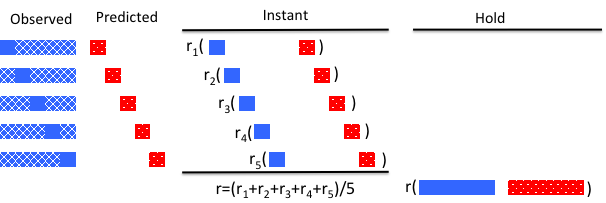 Observed Predicted Instant Hold
r1( )
r2( )
r3( )
r4( )
r5( )
r=(r1+r2+r3+r4+r5)/5
r( )